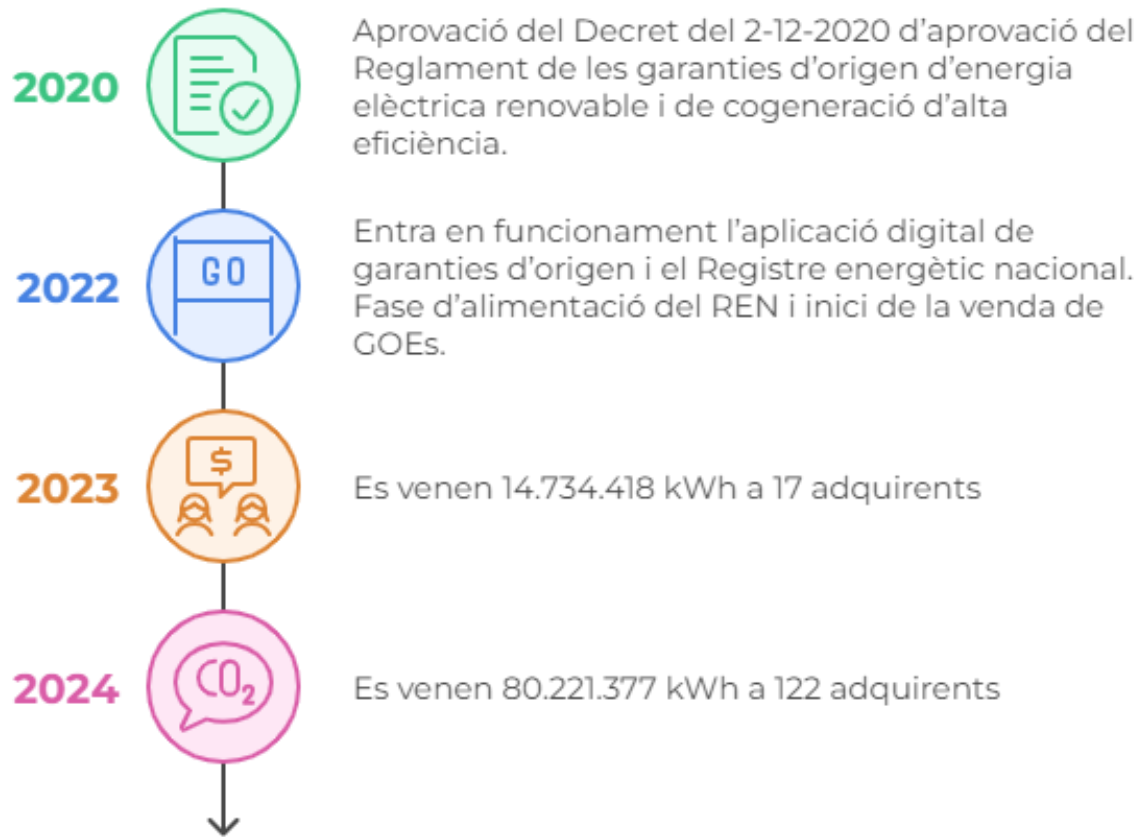 2020
Aprovació del Decret del 2-12-2020 d’aprovació del
Reglament de les garanties d’origen d’energia
elèctrica renovable i de cogeneració d’alta
eficiència.
2022
GO
Entra en funcionament l’aplicació digital de
garanties d’origen i el Registre energètic nacional.
Fase d’alimentació del REN i inici de la venda de
GOEs.
2023
$
Es venen 14.734.418 kWh a 17 adquirents
2024
CO₂
Es venen 80.221.377 kWh a 122 adquirents